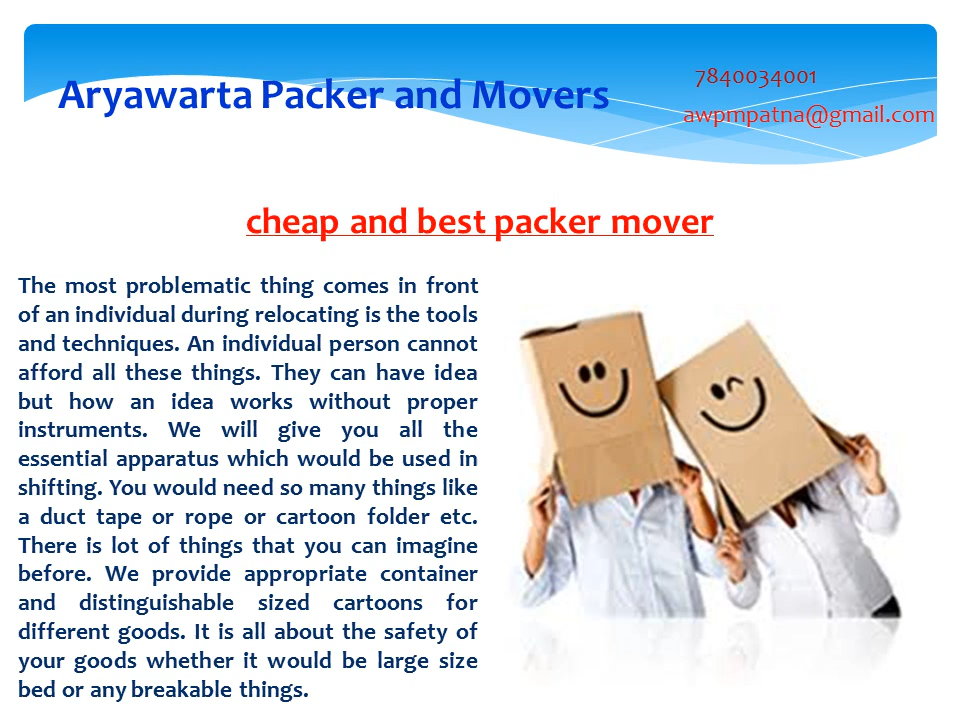 Aryawarta Packer and Movers
7840034001
awpmpatna@gmail.com
cheap and best packer mover
The most problematic thing comes in front
of an individual during relocating is the tools
and techniques. An individual person cannot
afford all these things. They can have idea
but how an idea works without proper
instruments. We will give you all the
essential apparatus which would be used in
shifting. You would need so many things like
a duct tape or rope or cartoon folder etc.
There is lot of things that you can imagine
before. We provide appropriate container
and distinguishable sized cartoons for
different goods. It is all about the safety of
your goods whether it would be large size
bed or any breakable things.